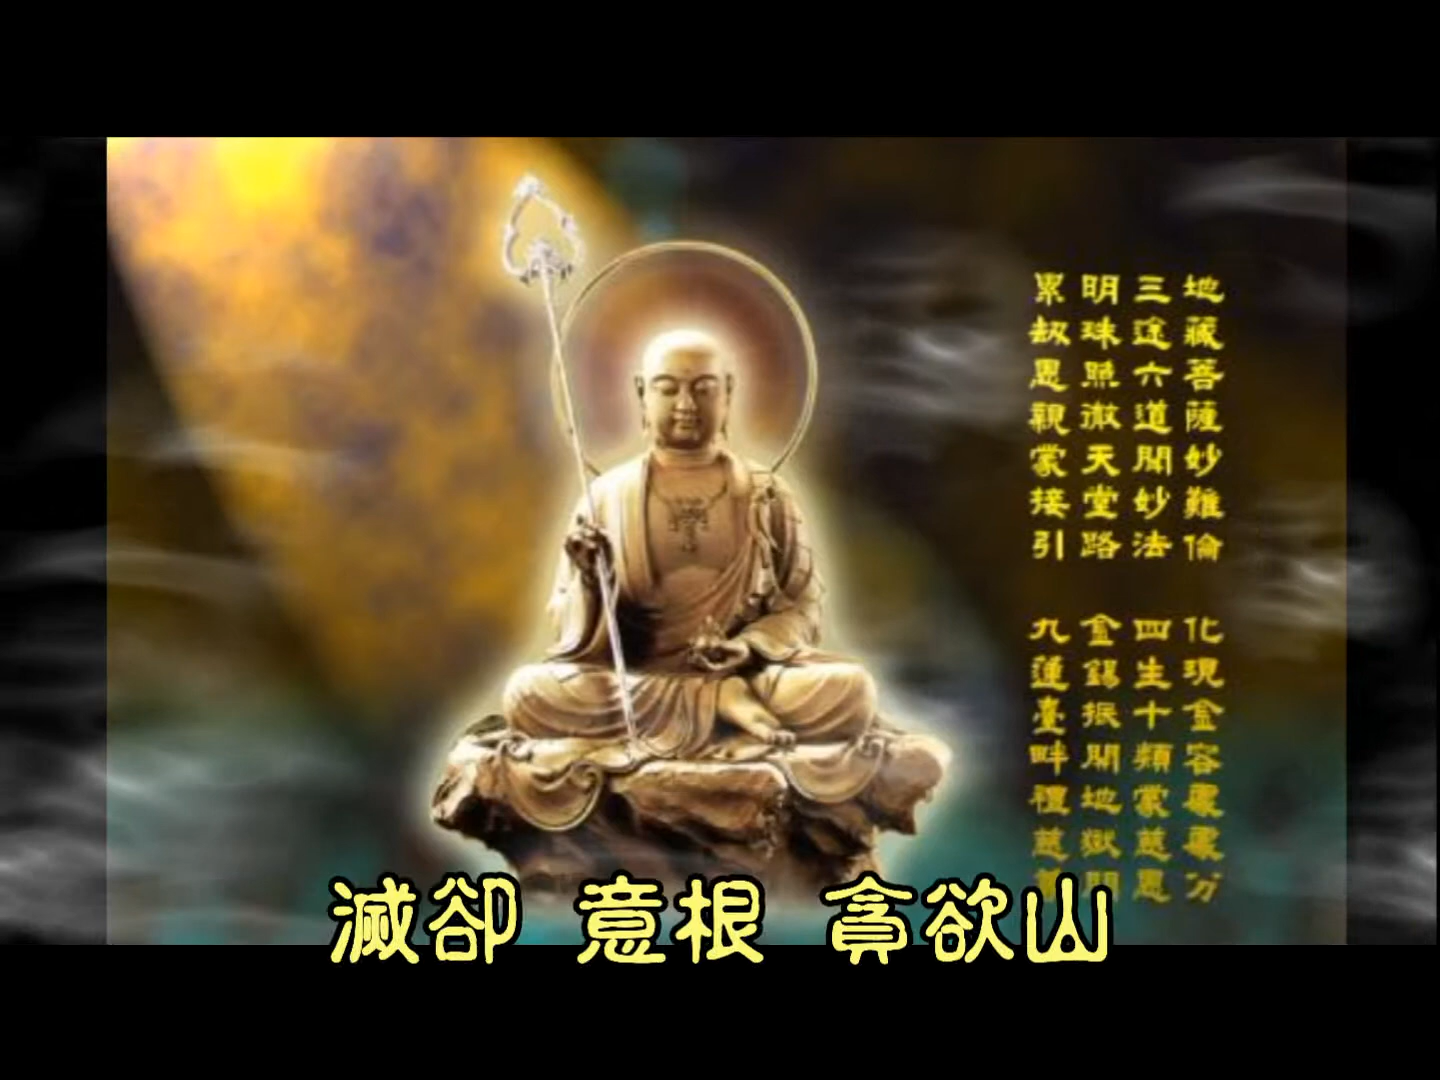 地藏菩薩妙難倫 化現金容處處分
三途六道聞妙法 四生十類蒙慈恩
明珠照徹天堂路 金錫振開地獄門
累劫恩親蒙接引 九蓮臺畔禮慈尊
滅卻 意根 貪欲山